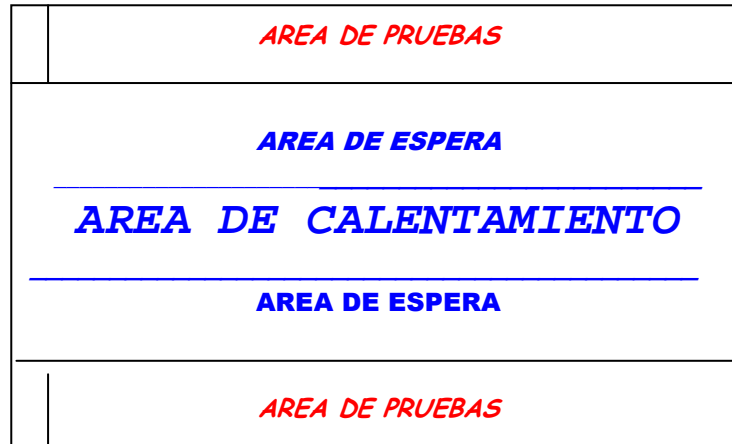 AREA DE PRUEBAS
AREA DE ESPERA
AREA DE CALENTAMIENTO
AREA DE ESPERA
AREA DE PRUEBAS